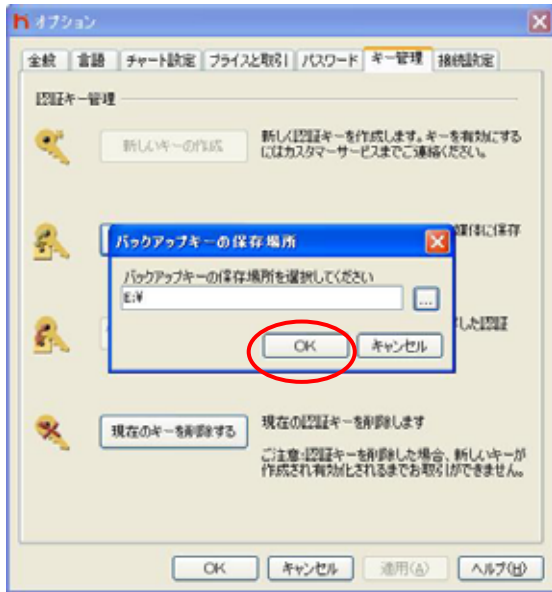 オプション
全般 言語 チャート設定 プライスと取引 パスワード キー管理 接続設定
認証キー管理
新しいキーの作成
新しく認証キーを作成します。キーを有効にする
にはカスタマーサービスまでご連絡ください。
媒体に保存
バックアップキーの保存場所
バックアップキーの保存場所を選択してください
E:¥
...
OK キャンセル
した認証
現在のキーを削除する
現在の認証キーを削除します
ご注意:認証キーを削除した場合、新しいキーが
作成され有効化されるまでお取引ができません。
OK キャンセル 適用(A) ヘルプ(H)